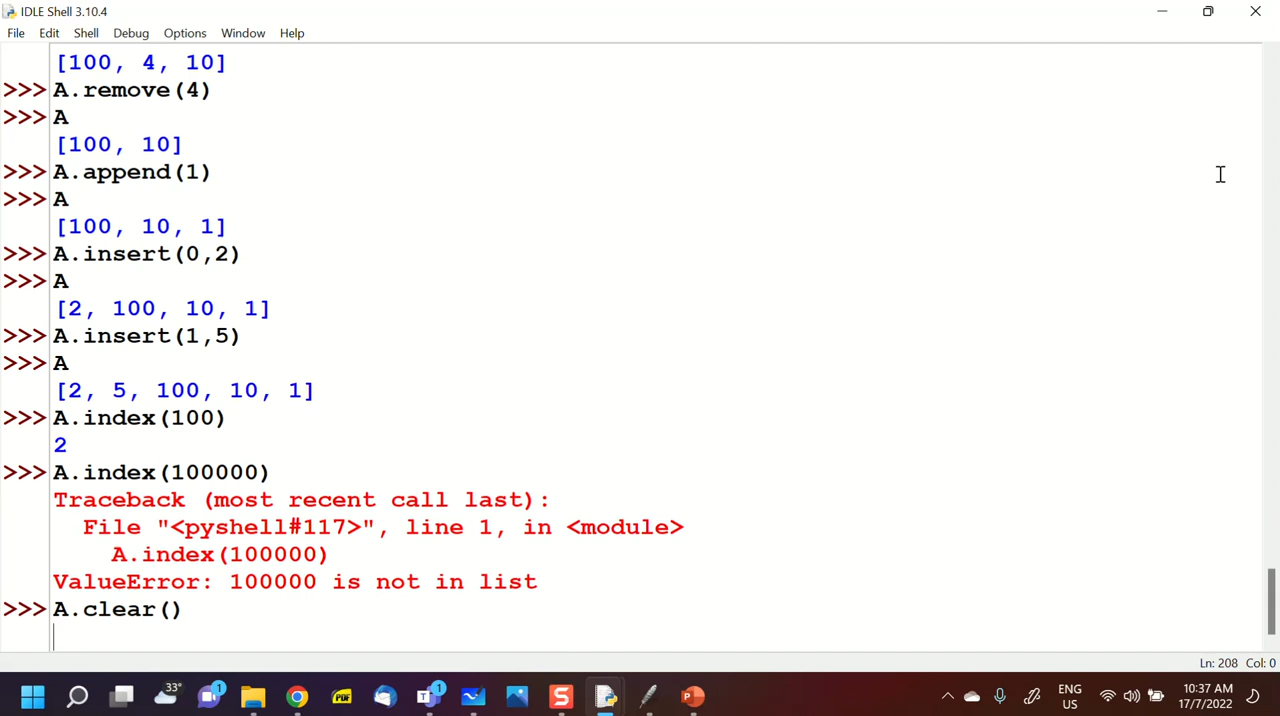 IDLE Shell 3.10.4
File Edit Shell Debug Options Window Help
[100, 4, 10]
>>> A.remove(4)
>>> A
[100, 10]
>>> A.append(1)
>>> A
[100, 10, 1]
>>> A.insert(0,2)
>>> A
[2, 100, 10, 1]
>>> A.insert(1,5)
>>> A
[2, 5, 100, 10, 1]
>>> A.index(100)
2
>>> A.index(100000)
Traceback (most recent call last):
  File "<pyshell#117>", line 1, in <module>
    A.index(100000)
ValueError: 100000 is not in list
>>> A.clear()
Ln: 208 Col: 0
33° 1 PDF T 1 S P ENG 10:37 AM
US 17/7/2022